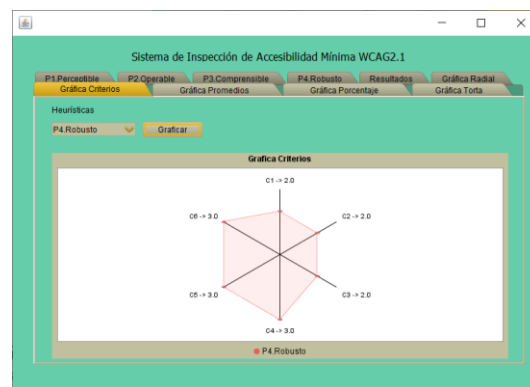 Sistema de Inspección de Accesibilidad Mínima WCAG2.1
P1.Perceptible P2.Operable P3.Comprensible P4.Robusto Resultados Gráfica Radial
Gráfica Criterios Gráfica Promedios Gráfica Porcentaje Gráfica Torta
Heurísticas
P4.Robusto Graficar
Grafica Criterios
C1 -> 2.0
C6 -> 3.0 C2 -> 2.0
C5 -> 3.0 C3 -> 2.0
C4 -> 3.0
P4.Robusto